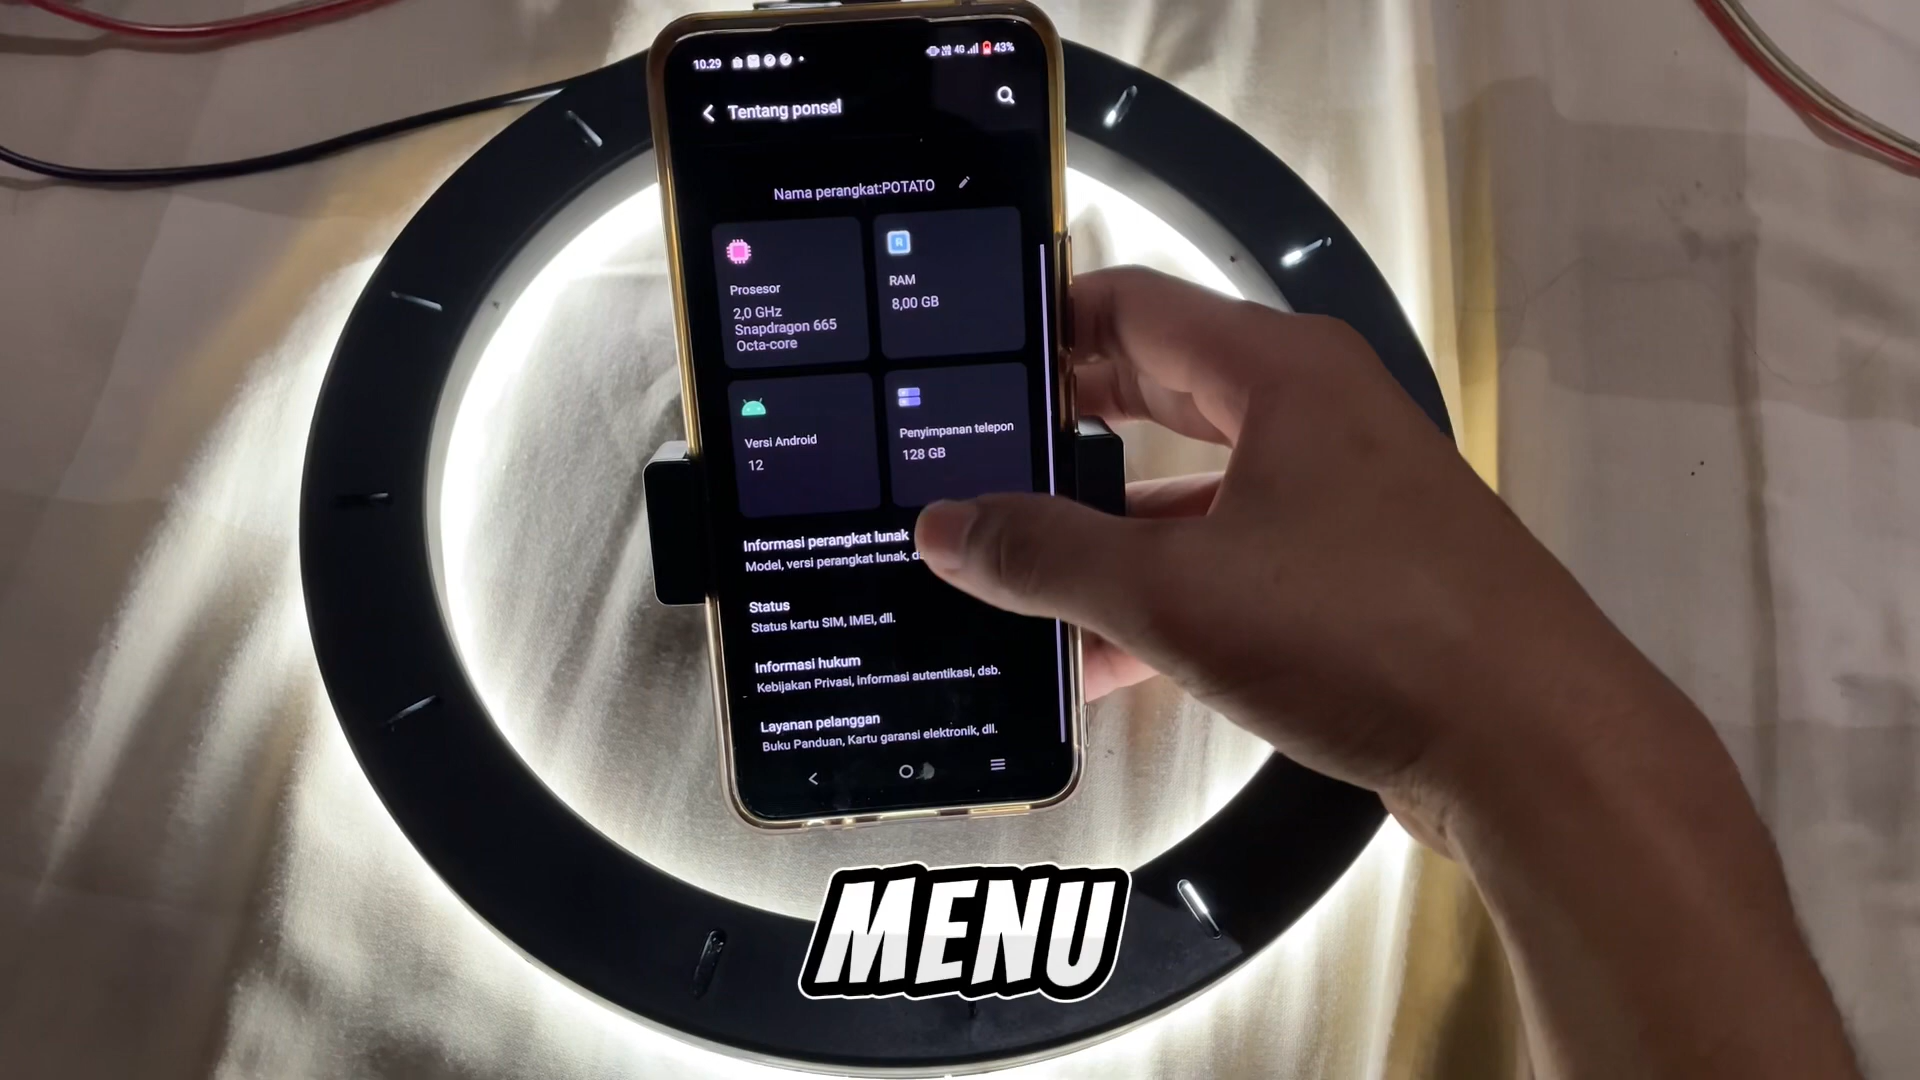 10.29
4G
43%
Tentang ponsel
Nama perangkat:POTATO
Prosesor
2,0 GHz
Snapdragon 665
Octa-core
R
RAM
8,00 GB
Versi Android
12
Penyimpanan telepon
128 GB
Informasi perangkat lunak
Model, versi perangkat lunak,
Status
Status kartu SIM, IMEI, dll.
Informasi hukum
Kebijakan Privasi, informasi autentikasi, dsb.
Layanan pelanggan
Buku Panduan, Kartu garansi elektronik, dll.
MENU